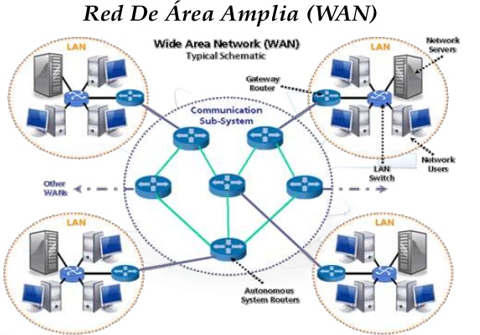 Red De Área Amplia (WAN)
Wide Area Network (WAN)
Typical Schematic
LAN
LAN
Network
Servers
Gateway
Router
Communication
Sub-System
Network
Users
LAN
Switch
Other
WANs
LAN
LAN
Autonomous
System Routers